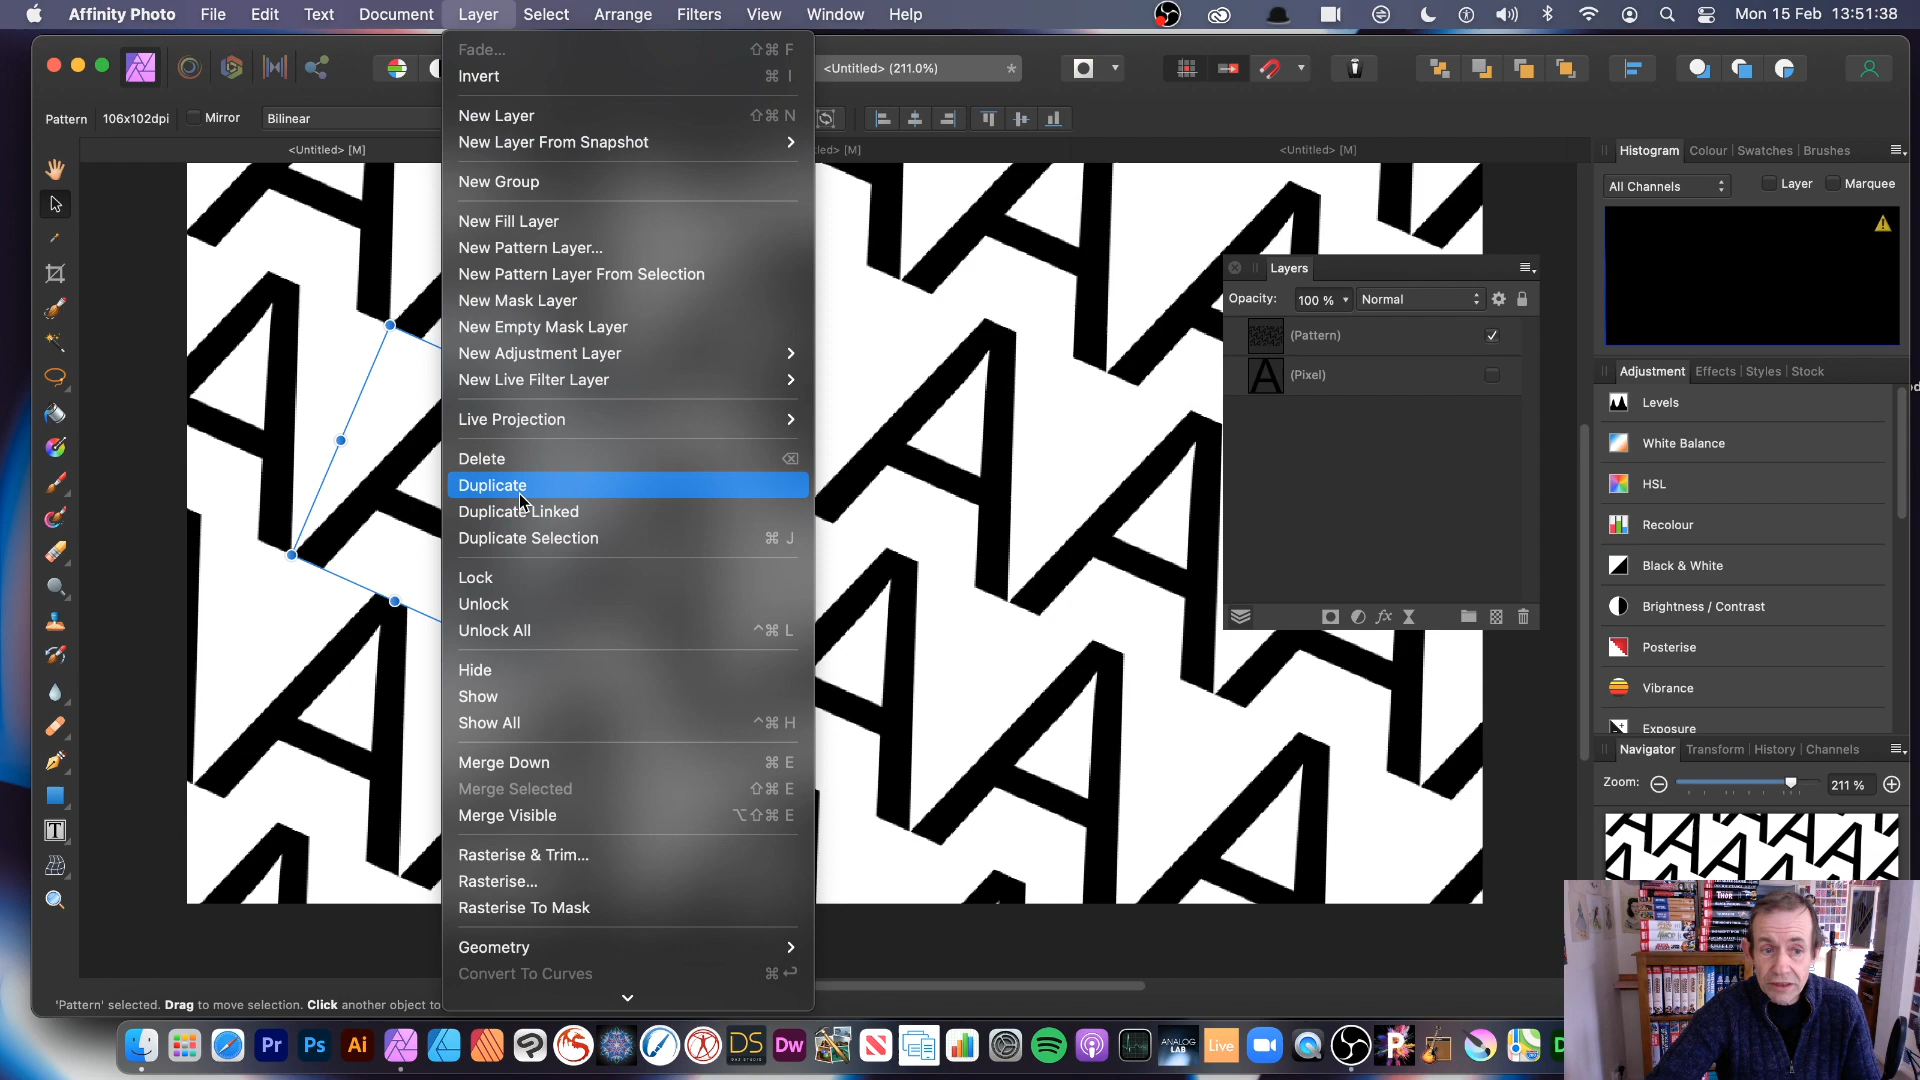 Affinity Photo File Edit Text Document Layer Select Arrange Filters View Window Help Mon 15 Feb 13:51:38
<Untitled> (211.0%) *
Pattern 106x102dpi Mirror Bilinear
<Untitled> [M] led> [M] <Untitled> [M]
Fade... ⇧⌘ F
Invert ⌘ I
New Layer ⇧⌘ N
New Layer From Snapshot
New Group
New Fill Layer
New Pattern Layer...
New Pattern Layer From Selection
New Mask Layer
New Empty Mask Layer
New Adjustment Layer
New Live Filter Layer
Live Projection
Delete
Duplicate
Duplicate Linked
Duplicate Selection ⌘ J
Lock
Unlock
Unlock All ^⌘ L
Hide
Show
Show All ^⌘ H
Merge Down ⌘ E
Merge Selected ⇧⌘ E
Merge Visible ⌥⇧⌘ E
Rasterise & Trim...
Rasterise...
Rasterise To Mask
Geometry
Convert To Curves ⌘↩
Layers
Opacity: 100 % Normal
(Pattern)
A (Pixel)
Histogram Colour Swatches Brushes
All Channels Layer Marquee
Adjustment Effects Styles Stock
Levels
White Balance
HSL
Recolour
Black & White
Brightness / Contrast
Posterise
Vibrance
Exposure
Navigator Transform History Channels
Zoom: 211 %
'Pattern' selected. Drag to move selection. Click another object to
Pr Ps Ai DS Dw ANALOG LAB Live P
THOR